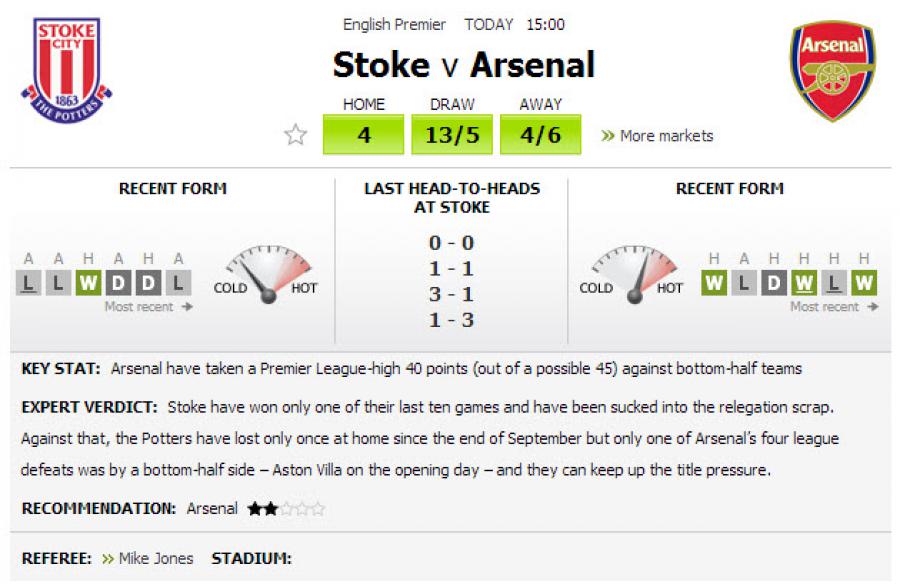 STOKE
CITY
1863
THE POTTERS
English Premier TODAY 15:00
Stoke v Arsenal
Arsenal
HOME DRAW AWAY
4 13/5 4/6 » More markets
RECENT FORM
LAST HEAD-TO-HEADS
AT STOKE
RECENT FORM
A A H A H A
L L W D D L
Most recent →
COLD HOT
0 - 0
1 - 1
3 - 1
1 - 3
COLD HOT
H A H H H H
W L D W L W
Most recent →
KEY STAT: Arsenal have taken a Premier League-high 40 points (out of a possible 45) against bottom-half teams
EXPERT VERDICT: Stoke have won only one of their last ten games and have been sucked into the relegation scrap.
Against that, the Potters have lost only once at home since the end of September but only one of Arsenal's four league
defeats was by a bottom-half side – Aston Villa on the opening day – and they can keep up the title pressure.
RECOMMENDATION: Arsenal ★★☆☆☆
REFEREE: » Mike Jones STADIUM: